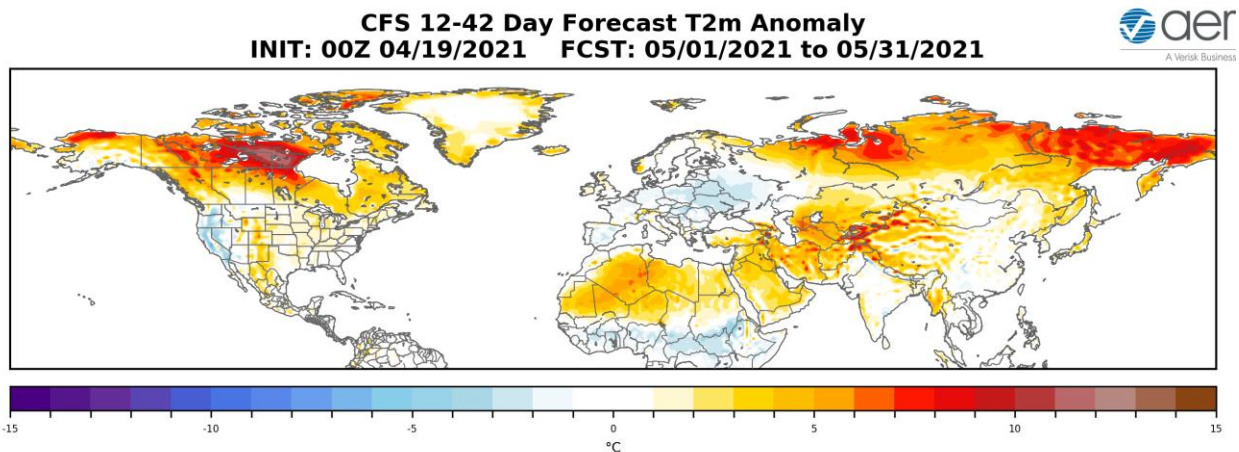 CFS 12-42 Day Forecast T2m Anomaly
INIT: 00Z 04/19/2021 FCST: 05/01/2021 to 05/31/2021
aer
A Verisk Business
-15 -10 -5 0 5 10 15
°C